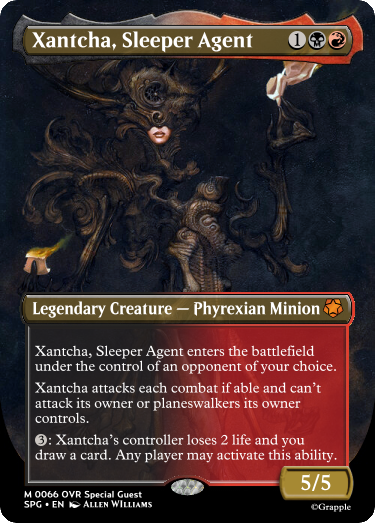 Xantcha, Sleeper Agent 1
Legendary Creature — Phyrexian Minion
Xantcha, Sleeper Agent enters the battlefield
under the control of an opponent of your choice.
Xantcha attacks each combat if able and can't
attack its owner or planeswalkers its owner
controls.
3: Xantcha's controller loses 2 life and you
draw a card. Any player may activate this ability.
5/5
M 0066 OVR Special Guest
SPG • EN Allen Williams
©Grapple